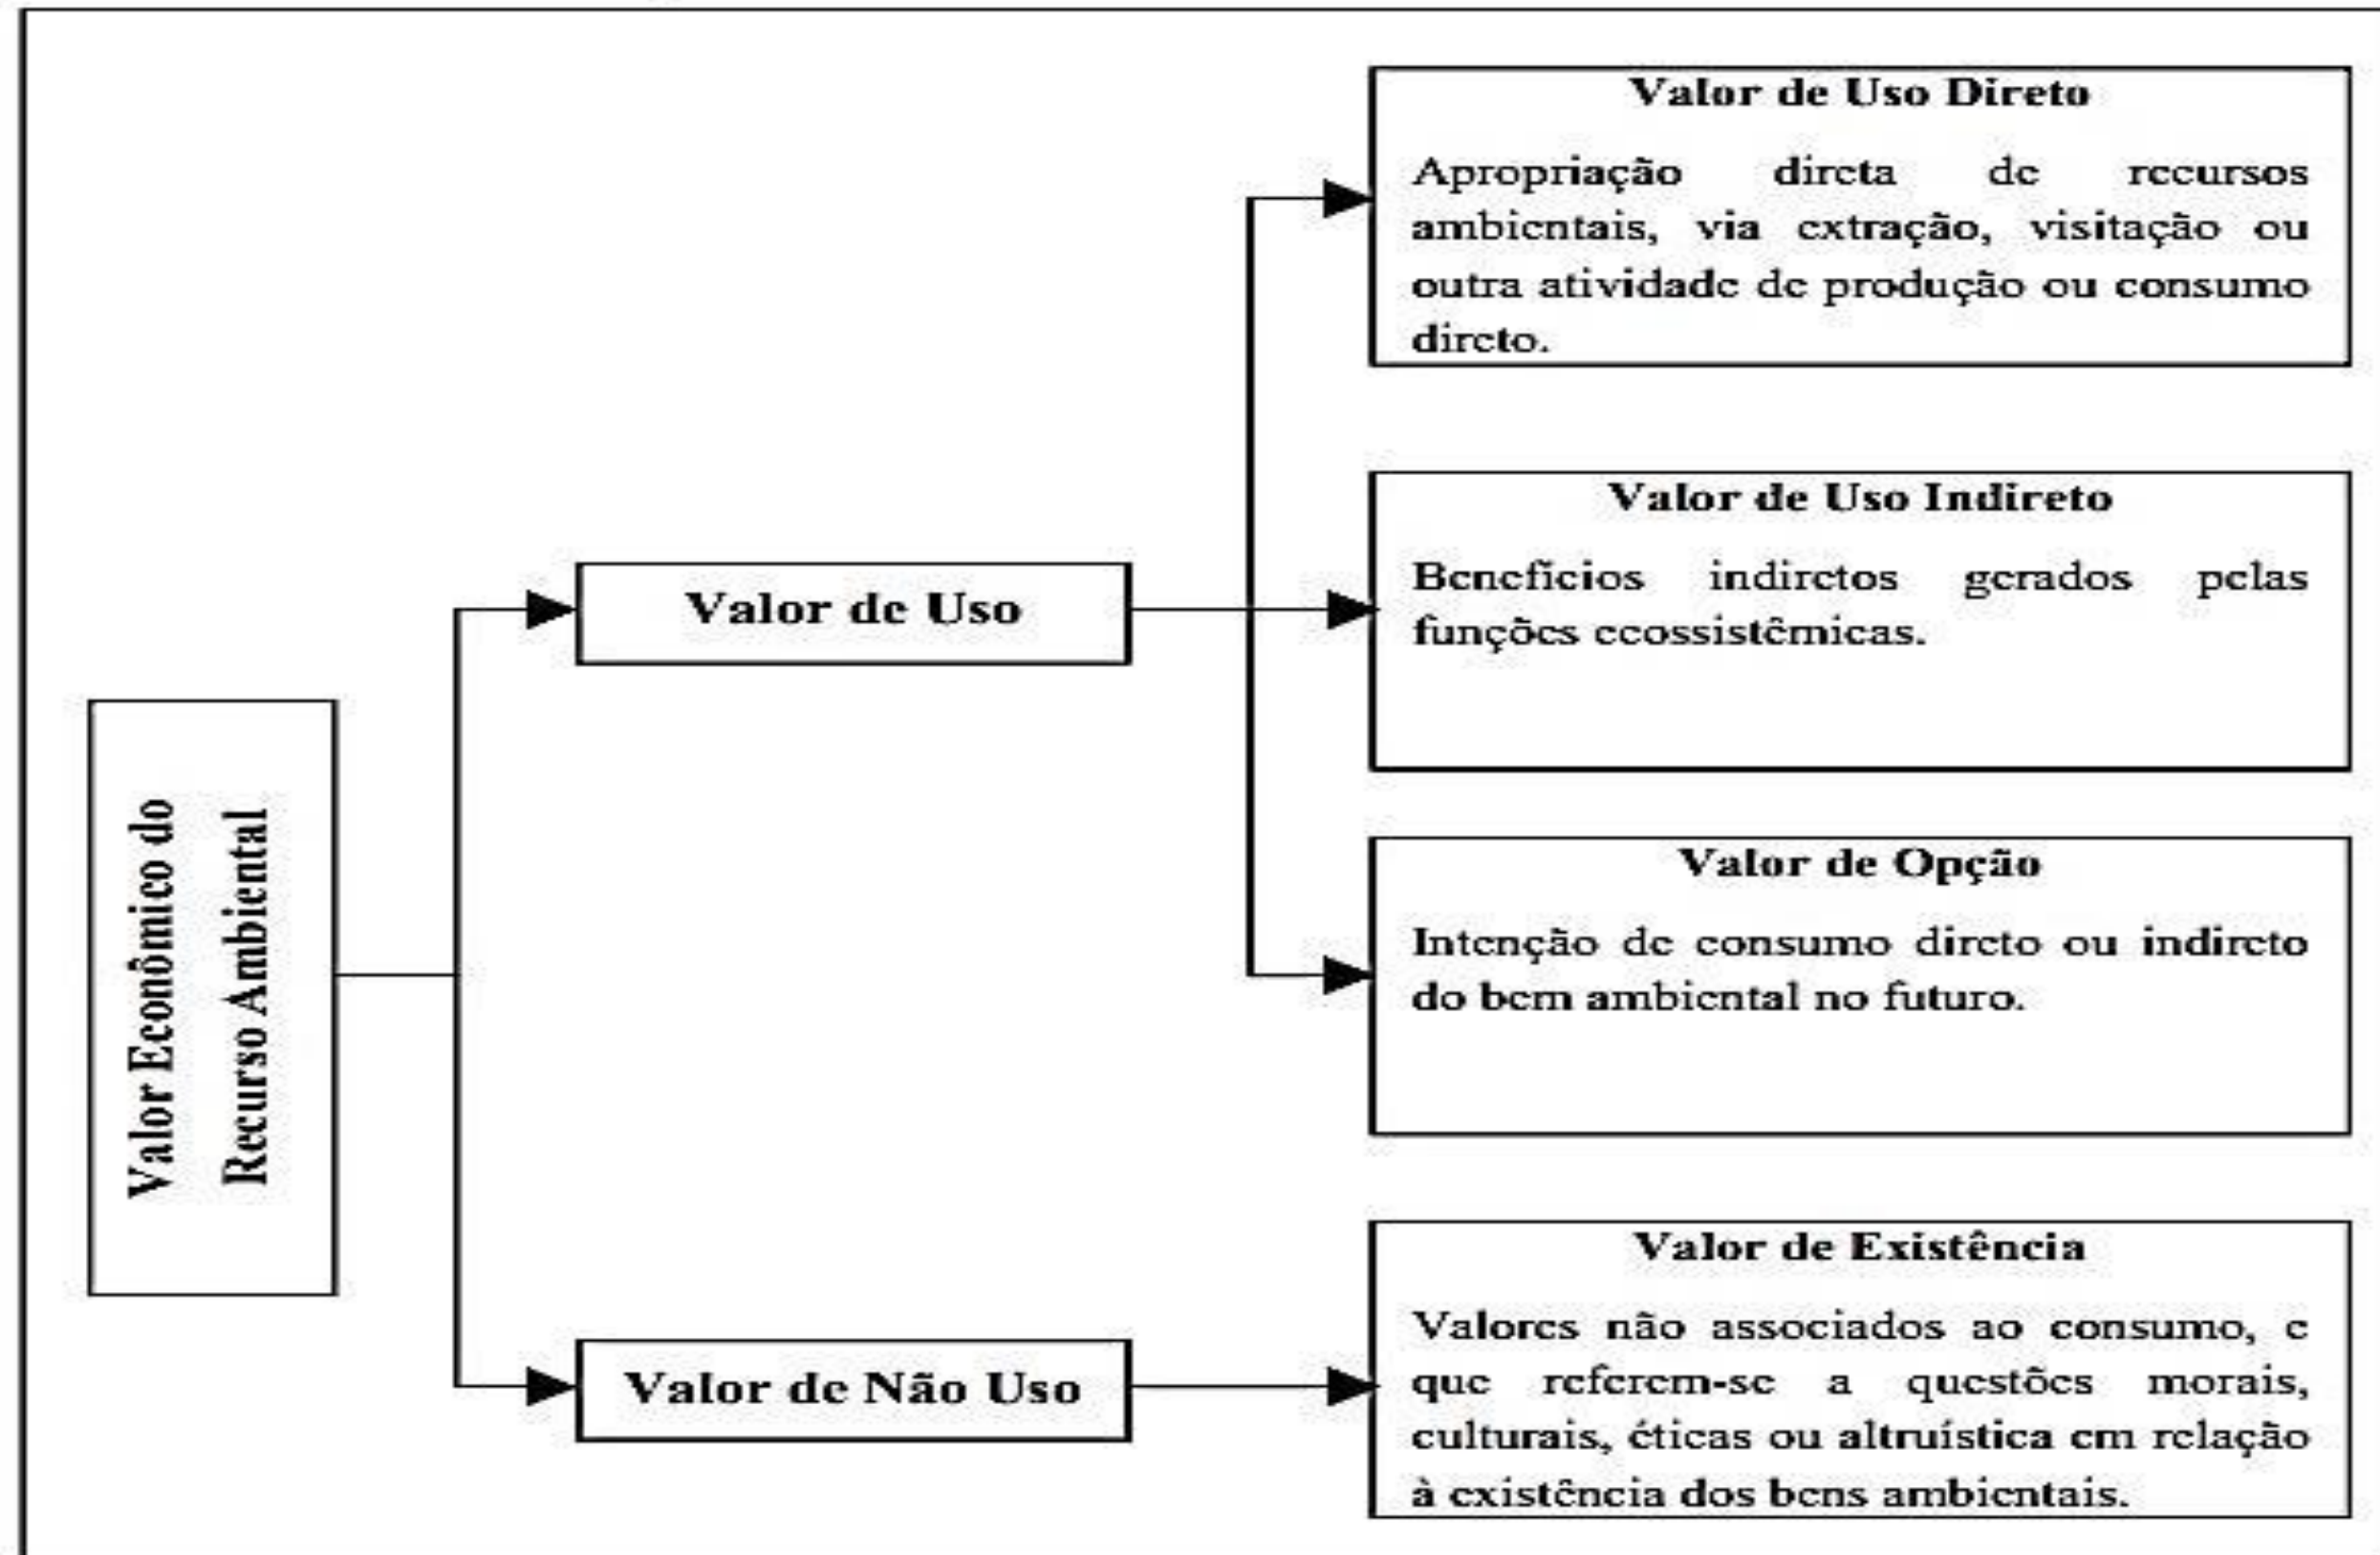 Valor Econômico do
Recurso Ambiental
Valor de Uso
Valor de Não Uso
Valor de Uso Direto
Apropriação direta de recursos
ambientais, via extração, visitação ou
outra atividade de produção ou consumo
direto.
Valor de Uso Indireto
Benefícios indiretos gerados pelas
funções ecossistêmicas.
Valor de Opção
Intenção de consumo direto ou indireto
do bem ambiental no futuro.
Valor de Existência
Valores não associados ao consumo, e
que referem-se a questões morais,
culturais, éticas ou altruística em relação
à existência dos bens ambientais.